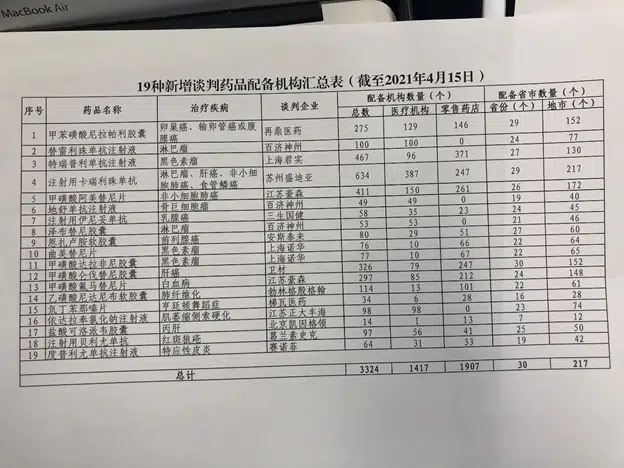 MacBook Air
19种新增谈判药品配备机构汇总表（截至2021年4月15日）
序号 药品名称 治疗疾病 谈判企业 配备机构数量（个） 配备省市数量（个）
总数 医疗机构 零售药店 省份（个） 地市（个）
1 甲苯磺酸尼拉帕利胶囊 卵巢癌、输卵管癌或腹膜癌 再鼎医药 275 129 146 29 152
2 替雷利珠单抗注射液 淋巴瘤 百济神州 100 100 0 24 77
3 特瑞普利单抗注射液 黑色素瘤 上海君实 467 96 371 27 130
4 注射用卡瑞利珠单抗 淋巴瘤、肝癌、非小细胞肺癌、食管鳞癌 苏州盛迪亚 634 387 247 29 217
5 甲磺酸阿美替尼片 非小细胞肺癌 江苏豪森 411 150 261 26 172
6 地舒单抗注射液 骨巨细胞瘤 百济神州 49 49 0 19 40
7 注射用伊尼妥单抗 乳腺癌 三生国健 58 35 23 24 45
8 泽布替尼胶囊 淋巴瘤 百济神州 53 53 0 21 46
9 恩扎卢胺软胶囊 前列腺癌 安斯泰来 80 29 51 27 60
10 曲美替尼片 黑色素瘤 上海诺华 76 10 66 22 64
11 甲磺酸达拉非尼胶囊 黑色素瘤 上海诺华 77 10 67 22 65
12 甲磺酸仑伐替尼胶囊 肝癌 卫材 326 79 247 30 152
13 甲磺酸氟马替尼片 白血病 江苏豪森 297 85 212 24 148
14 乙磺酸尼达尼布软胶囊 肺纤维化 勃林格殷格翰 114 13 101 22 61
15 氘丁苯那嗪片 亨廷顿舞蹈症 梯瓦医药 34 6 28 16 28
16 依达拉奉氯化钠注射液 肌萎缩侧索硬化 江苏正大丰海 98 98 0 23 74
17 盐酸可洛派韦胶囊 丙肝 北京凯因格领 14 1 13 7 12
18 注射用贝利尤单抗 红斑狼疮 葛兰素史克 97 56 41 25 50
19 度普利尤单抗注射液 特应性皮炎 赛诺菲 64 31 33 19 42
总计 3324 1417 1907 30 217